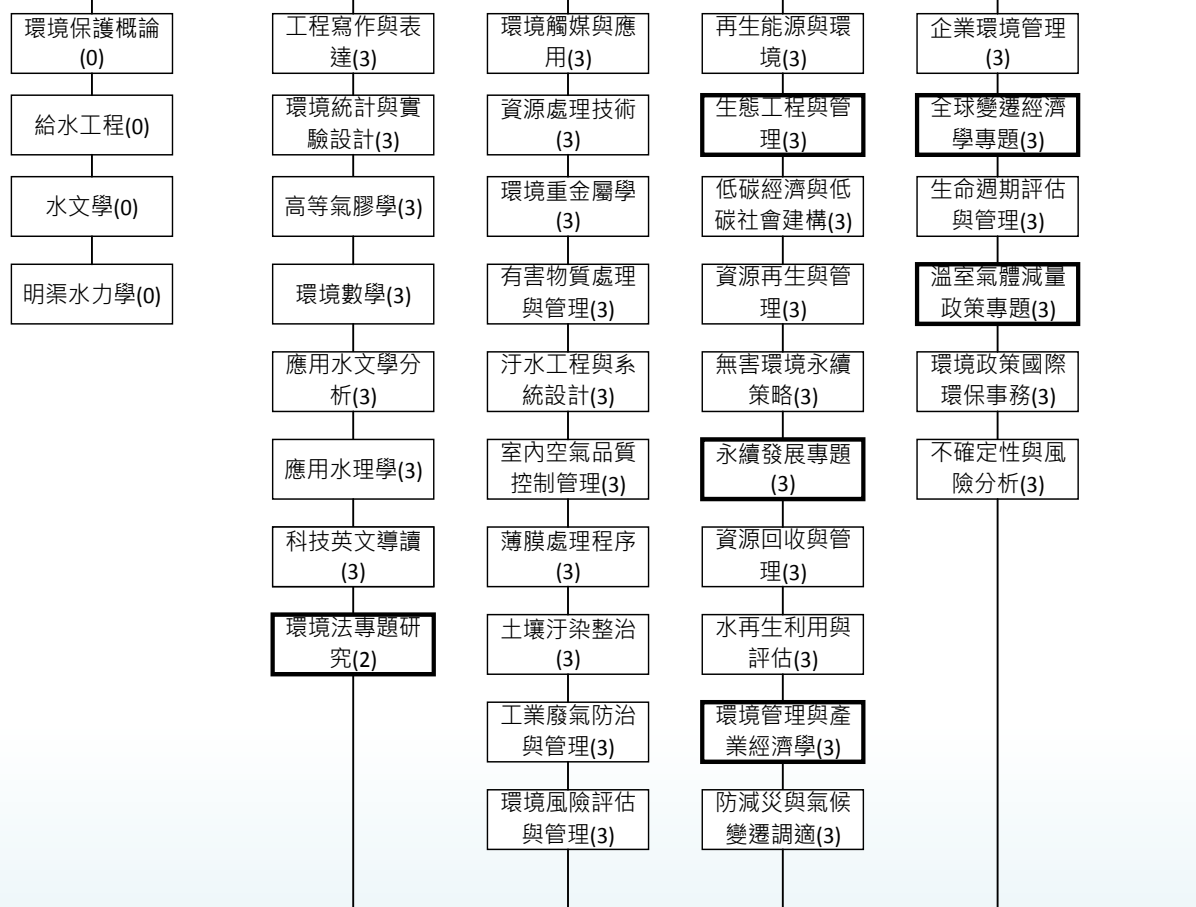 環境保護概論
(0)
給水工程(0)
水文學(0)
明渠水力學(0)
工程寫作與表
達(3)
環境統計與實
驗設計(3)
高等氣膠學(3)
環境數學(3)
應用水文學分
析(3)
應用水理學(3)
科技英文導讀
(3)
環境法專題研
究(2)
環境觸媒與應
用(3)
資源處理技術
(3)
環境重金屬學
(3)
有害物質處理
與管理(3)
汙水工程與系
統設計(3)
室內空氣品質
控制管理(3)
薄膜處理程序
(3)
土壤汙染整治
(3)
工業廢氣防治
與管理(3)
環境風險評估
與管理(3)
再生能源與環
境(3)
生態工程與管
理(3)
低碳經濟與低
碳社會建構(3)
資源再生與管
理(3)
無害環境永續
策略(3)
永續發展專題
(3)
資源回收與管
理(3)
水再生利用與
評估(3)
環境管理與產
業經濟學(3)
防減災與氣候
變遷調適(3)
企業環境管理
(3)
全球變遷經濟
學專題(3)
生命週期評估
與管理(3)
溫室氣體減量
政策專題(3)
環境政策國際
環保事務(3)
不確定性與風
險分析(3)